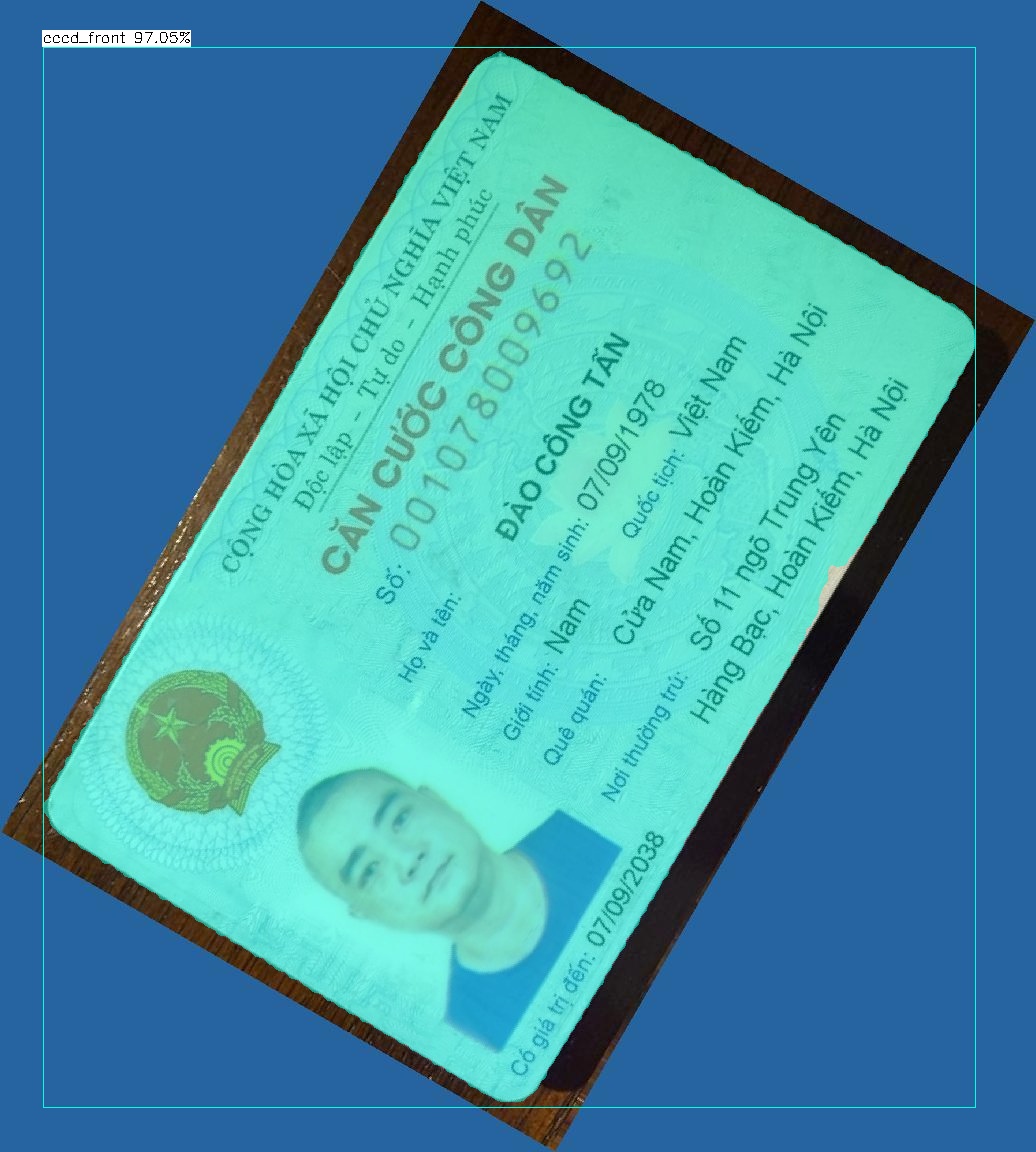 cccd_front 97.05%
CỘNG HÒA XÃ HỘI CHỦ NGHĨA VIỆT NAM
Độc lập - Tự do - Hạnh phúc
CĂN CƯỚC CÔNG DÂN
Số: 001078009692
Họ và tên:
ĐÀO CÔNG TẤN
Ngày, tháng, năm sinh: 07/09/1978
Giới tính: Nam Quốc tịch: Việt Nam
Quê quán: Cửa Nam, Hoàn Kiếm, Hà Nội
Nơi thường trú: Số 11 ngõ Trung Yên
Hàng Bạc, Hoàn Kiếm, Hà Nội
Có giá trị đến: 07/09/2038